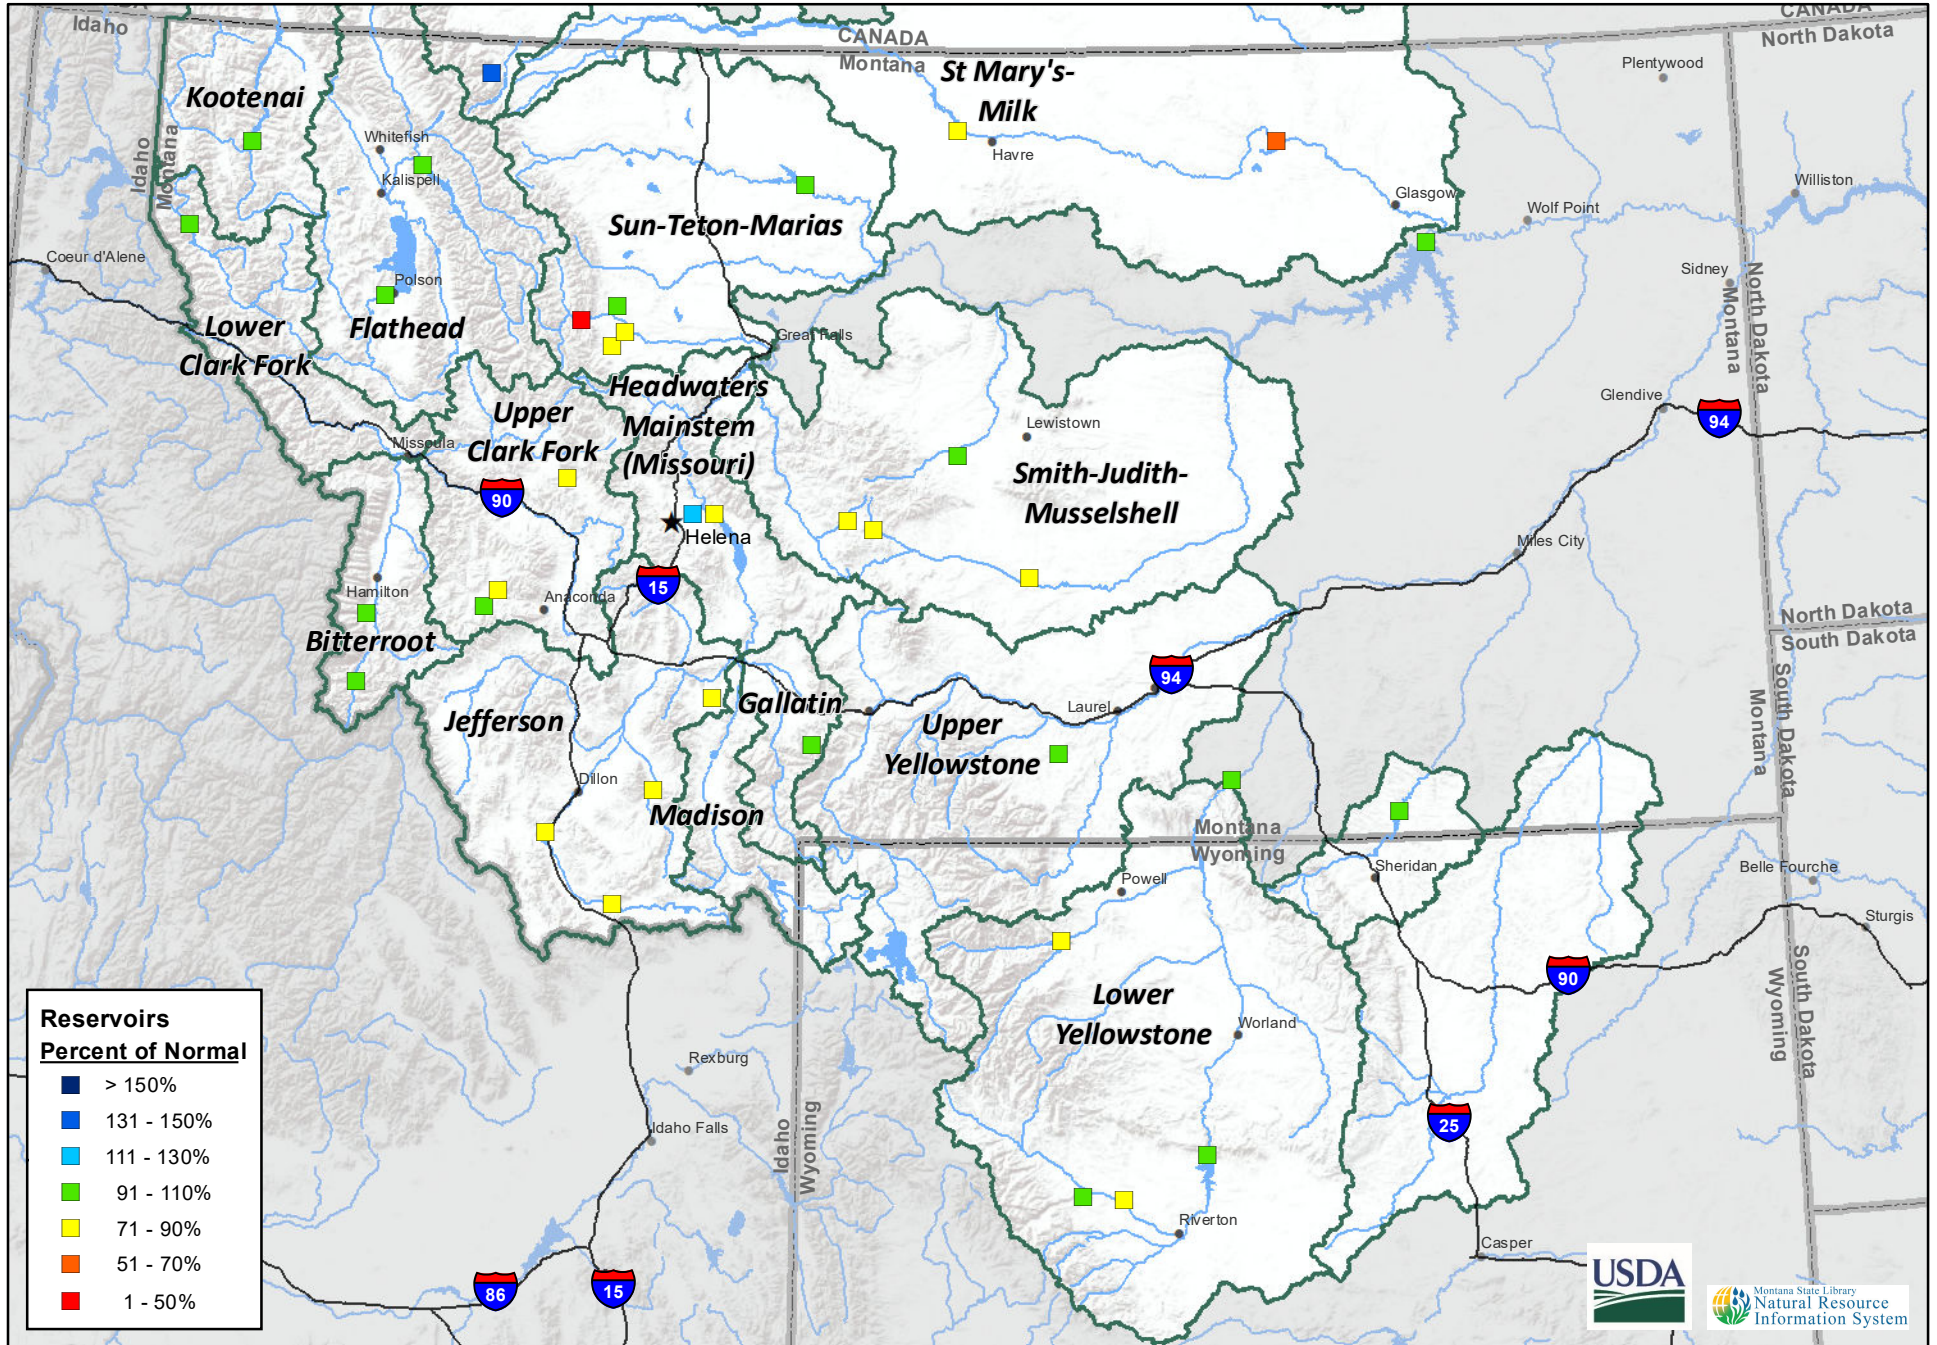 Idaho
CANADA
CANADA
Montana
North Dakota
St Mary's-
Milk
Plentywood
Kootenai
Whitefish
Havre
Idaho
Montana
Kalispell
Glasgow
Williston
Wolf Point
Sun-Teton-Marias
Coeur d'Alene
Polson
Sidney
North Dakota
Montana
Lower
Clark Fork
Flathead
Great Falls
Headwaters
Mainstem
(Missouri)
Upper
Clark Fork
Glendive
94
Lewistown
Missoula
Smith-Judith-
Musselshell
90
Helena
Miles City
15
Hamilton
Anaconda
North Dakota
South Dakota
Bitterroot
94
Jefferson
Gallatin
Laurel
Upper
Yellowstone
South Dakota
Montana
Dillon
Madison
Montana
Wyoming
Sheridan
Belle Fourche
Powell
Sturgis
90
Lower
Yellowstone
Worland
South Dakota
Wyoming
Reservoirs
Percent of Normal
> 150%
131 - 150%
111 - 130%
91 - 110%
71 - 90%
51 - 70%
1 - 50%
Rexburg
Idaho Falls
Idaho
Wyoming
25
Riverton
Casper
86
15
USDA
Montana State Library
Natural Resource
Information System